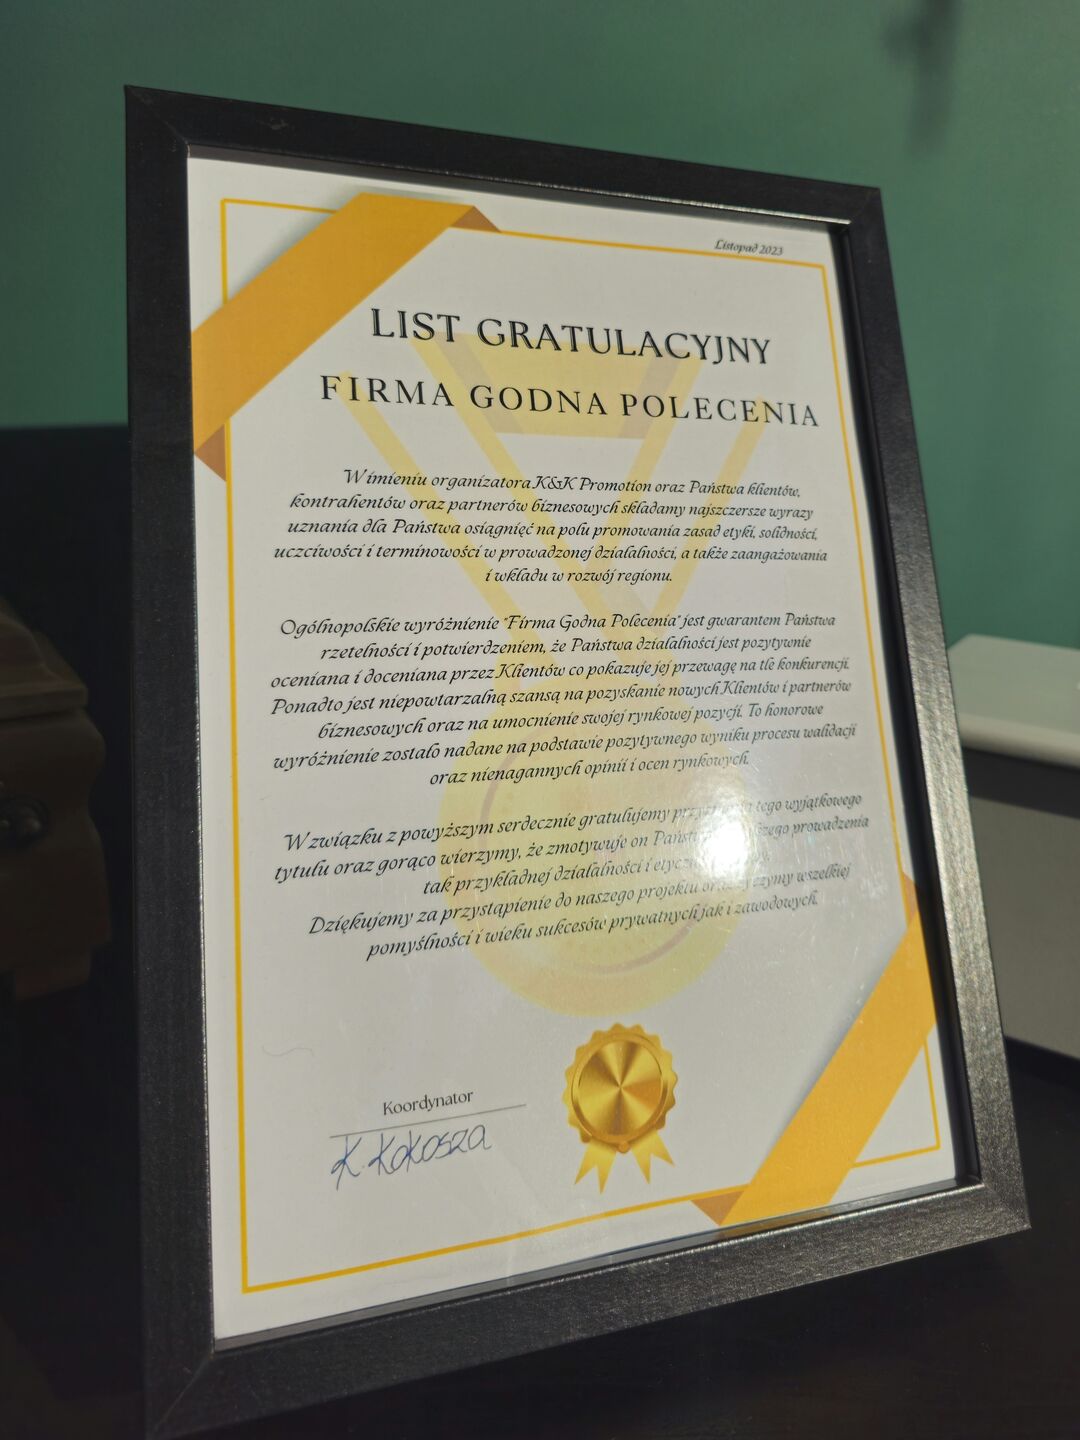 Listopad 2023
LIST GRATULACYJNY
FIRMA GODNA POLECENIA
W imieniu organizatora K&K Promotion oraz Państwa klientów,
kontrahentów oraz partnerów biznesowych składamy najszczersze wyrazy
uznania dla Państwa osiągnięć na polu promowania zasad etyki, solidności,
uczciwości i terminowości w prowadzonej działalności, a także zaangażowania
i wkładu w rozwój regionu.
Ogólnopolskie wyróżnienie "Firma Godna Polecenia" jest gwarantem Państwa
rzetelności i potwierdzeniem, że Państwa działalności jest pozytywnie
oceniana i doceniana przez Klientów co pokazuje jej przewagę na tle konkurencji.
Ponadto jest niepowtarzalną szansą na pozyskanie nowych Klientów i partnerów
biznesowych oraz na umocnienie swojej rynkowej pozycji. To honorowe
wyróżnienie zostało nadane na podstawie pozytywnego wyniku procesu walidacji
oraz nienagannych opinii i ocen rynkowych.
W związku z powyższym serdecznie gratulujemy tego wyjątkowego
tytułu oraz gorąco wierzymy, że zmotywuje on prowadzenia
tak przykładnej działalności i
Dziękujemy za przystąpienie do naszego projektu oraz życzymy wszelkiej
pomyślności i wieku sukcesów prywatnych jak i zawodowych.
Koordynator
K. Kokosza